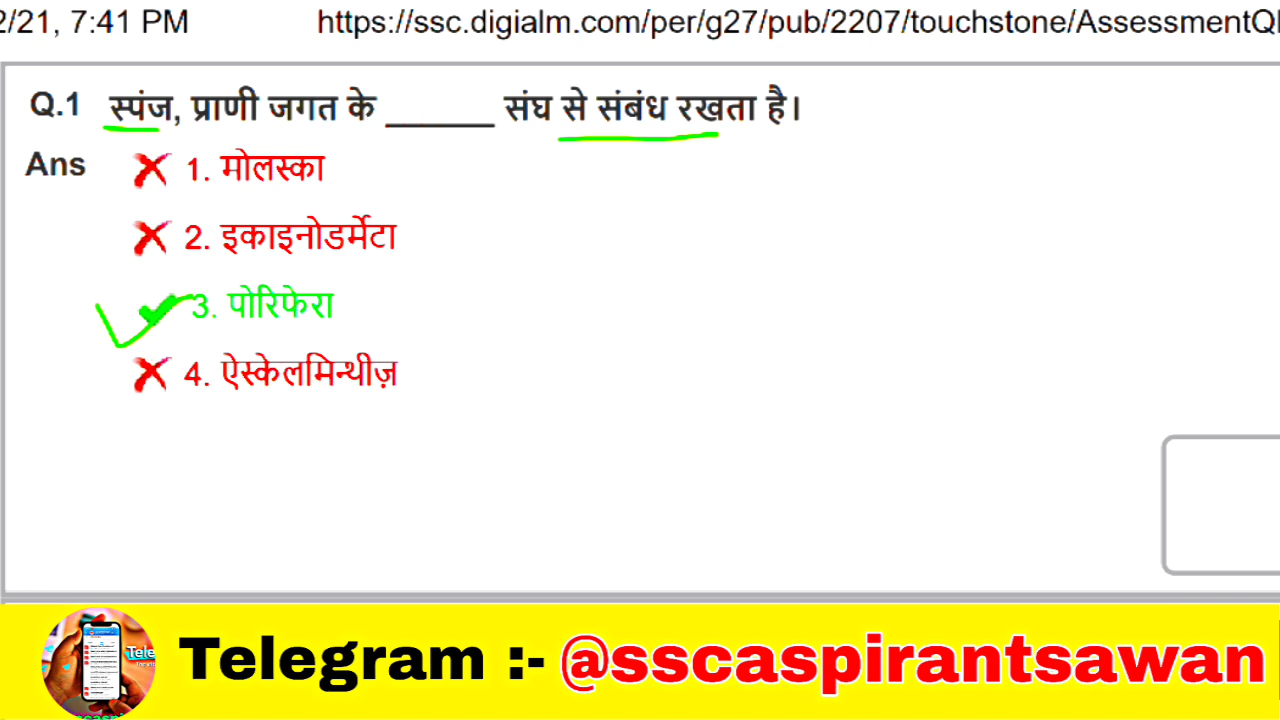 2/21, 7:41 PM https://ssc.digialm.com/per/g27/pub/2207/touchstone/AssessmentQ
Q.1 स्पंज, प्राणी जगत के ______ संघ से संबंध रखता है।
Ans 1. मोलस्का
2. इकाइनोडर्मेटा
3. पोरिफेरा
4. ऐस्केलमिन्थीज़
Telegram :- @sscaspirantsawan